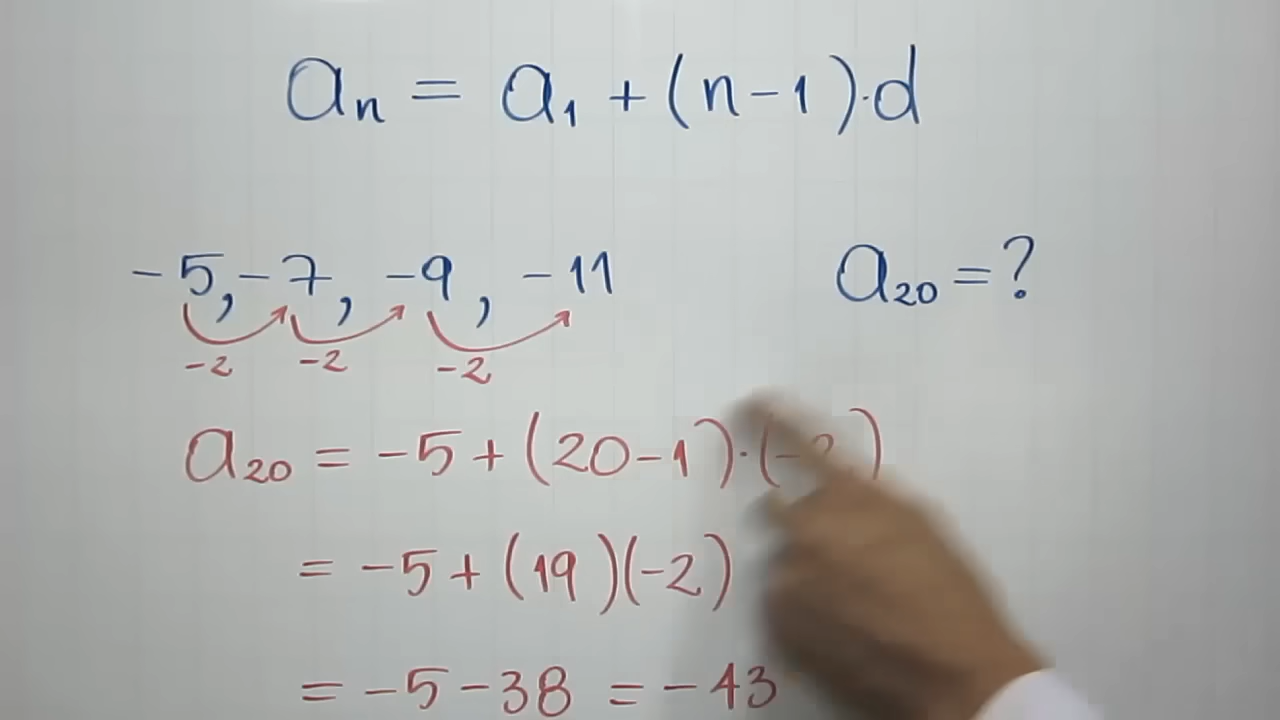 an = a1 + (n-1)·d
-5, -7, -9, -11 a20 = ?
-2 -2 -2
a20 = -5 + (20-1)·(-2)
= -5 + (19)(-2)
= -5 - 38 = -43